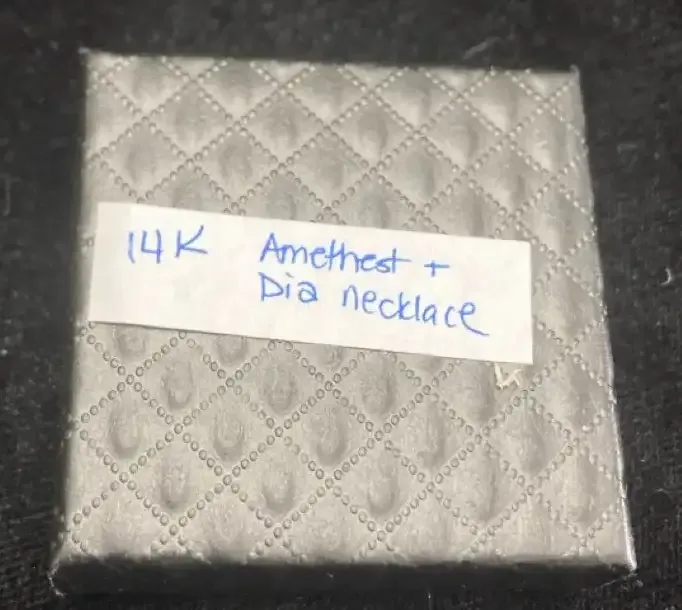 14K Amethest +
Dia necklace